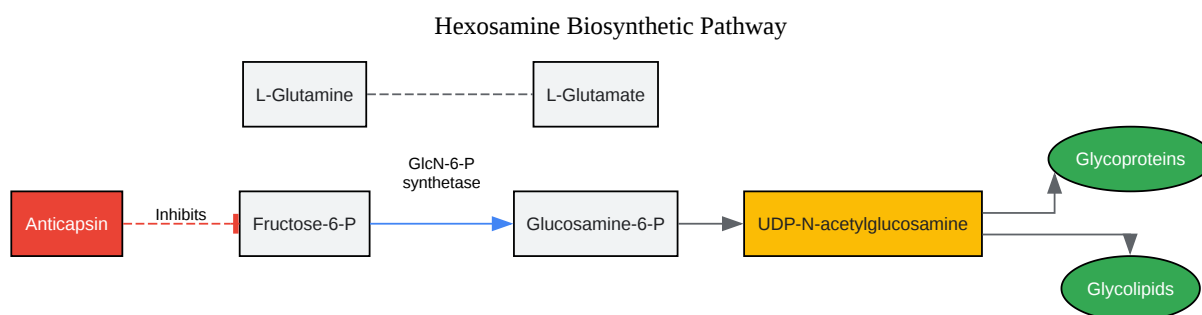 Hexosamine Biosynthetic Pathway
L-Glutamine
L-Glutamate
Glycoproteins
GlcN-6-P
synthetase
Anticapsin
Inhibits
Fructose-6-P
Glucosamine-6-P
UDP-N-acetylglucosamine
Glycolipids